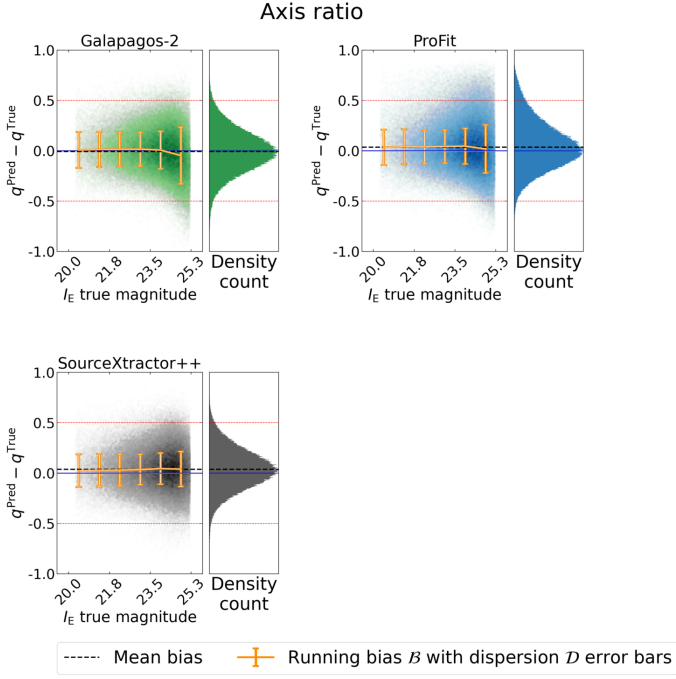 Axis ratio
Galapagos-2
1.0
0.5
0.0
-0.5
-1.0
q^Pred − q^True
20.0
21.8
23.5
25.3
I_E true magnitude
Density
count
ProFit
1.0
0.5
0.0
-0.5
-1.0
q^Pred − q^True
20.0
21.8
23.5
25.3
I_E true magnitude
Density
count
SourceXtractor++
1.0
0.5
0.0
-0.5
-1.0
q^Pred − q^True
20.0
21.8
23.5
25.3
I_E true magnitude
Density
count
Mean bias
Running bias ℬ with dispersion 𝒟 error bars